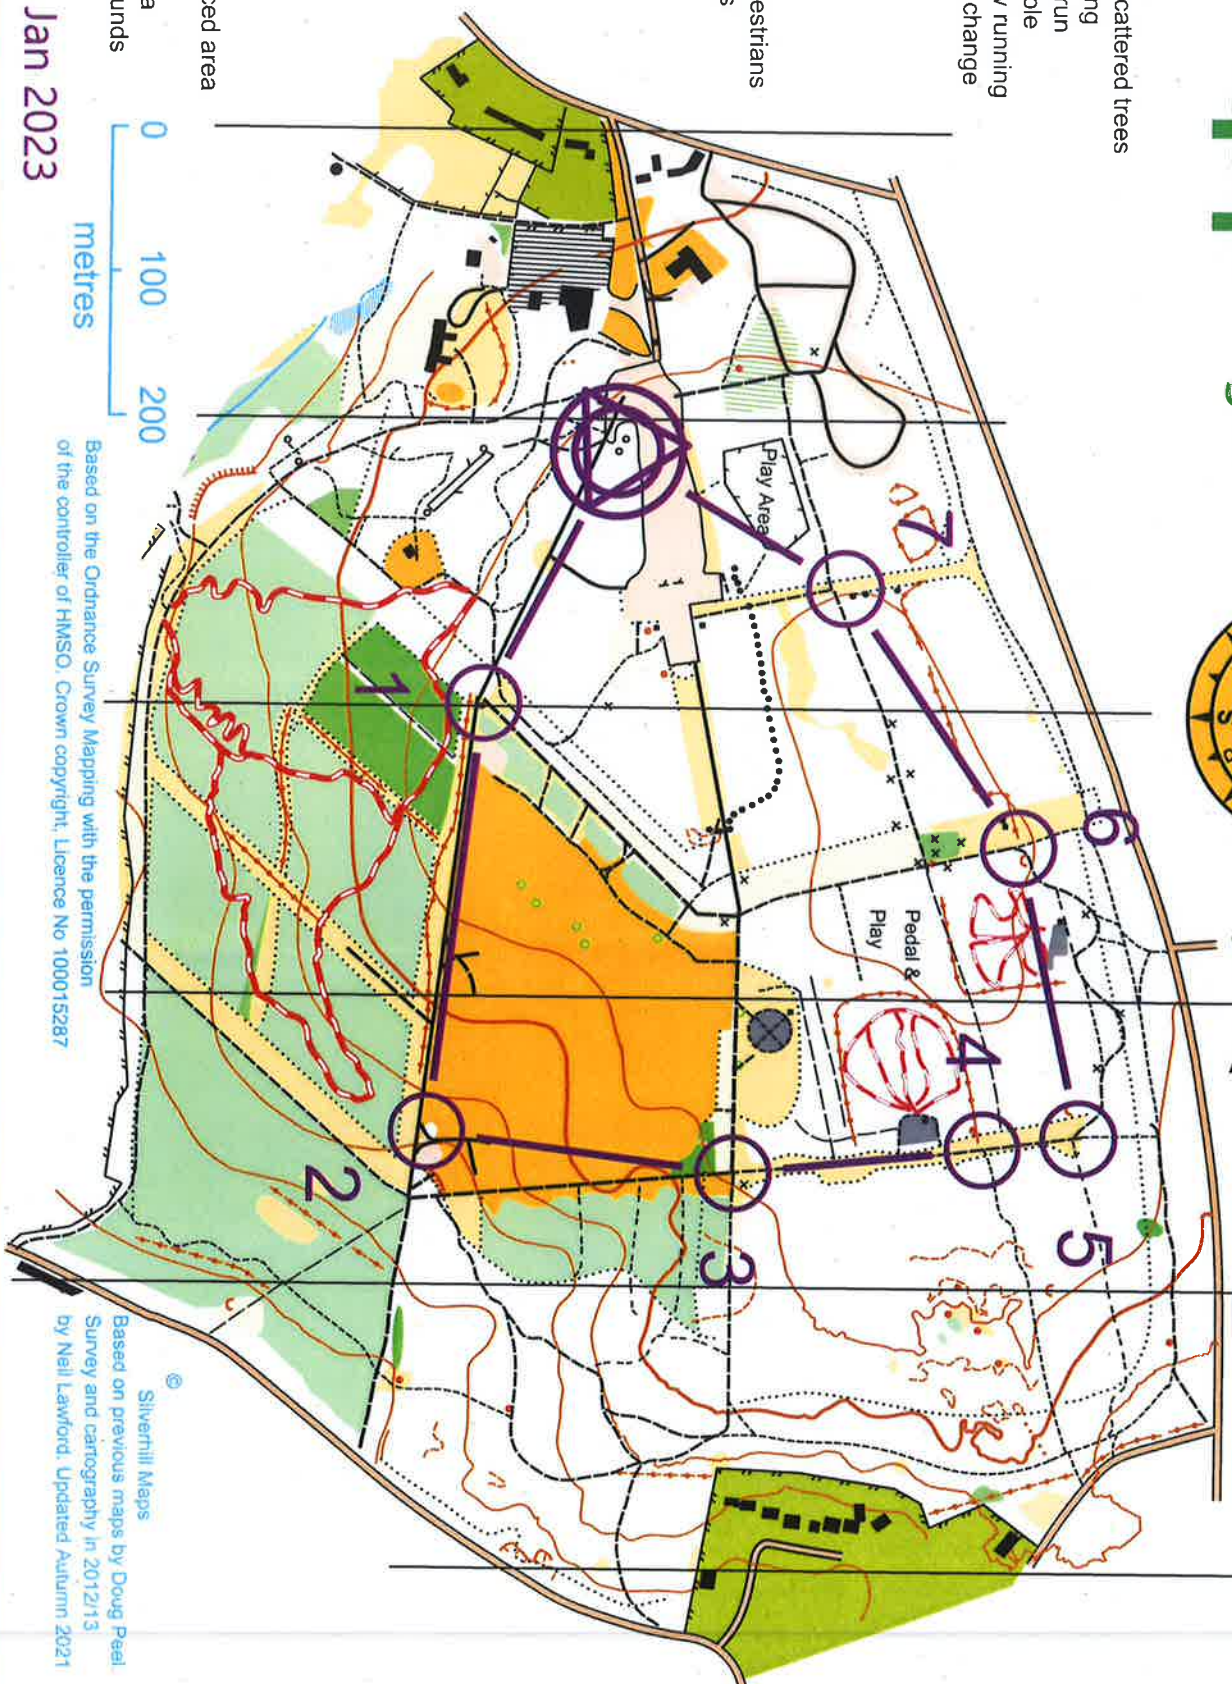 cattered trees
ng
run
ble
running
change
estrians
s
ced area
a
unds
Jan 2023
S
7
6
5
4
3
2
1
Play Area
Pedal &
Play
0 100 200
metres
Based on the Ordnance Survey Mapping with the permission
of the controller of HMSO. Crown copyright, Licence No 100015287
©
Silverhill Maps
Based on previous maps by Doug Peel
Survey and cartography in 2012/13
by Neil Lawford. Updated Autumn 2021